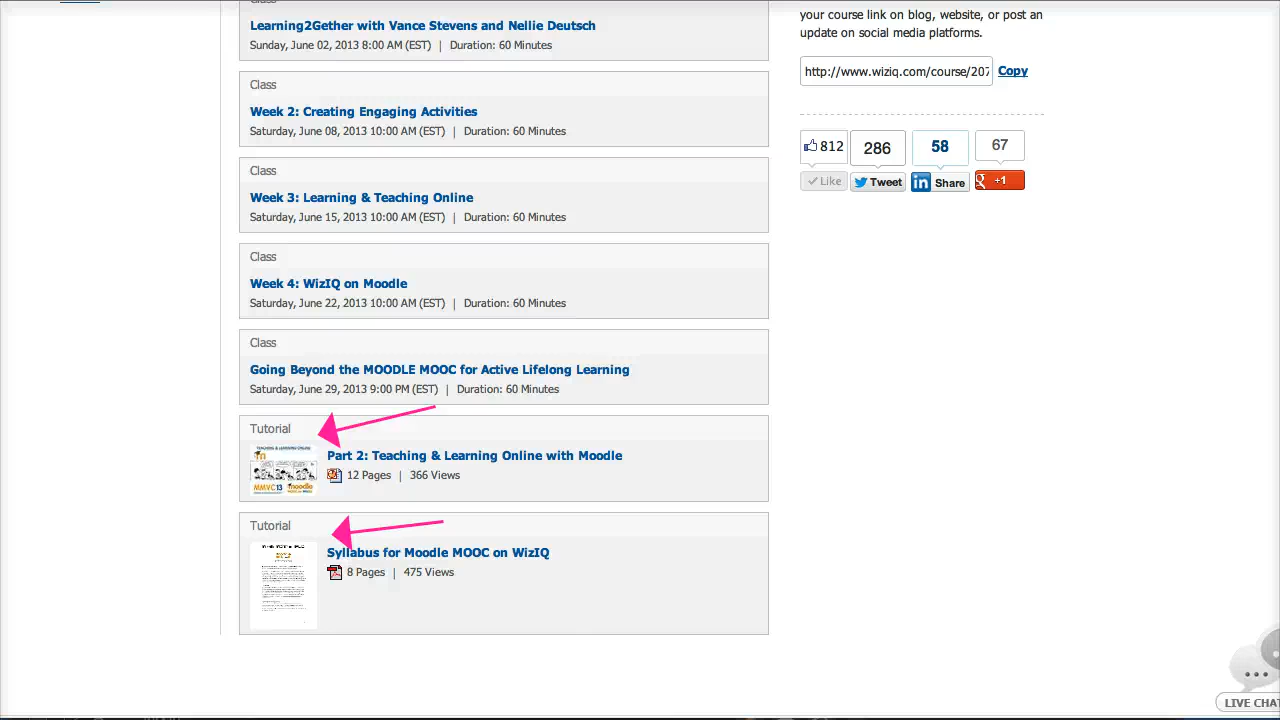 Class
Learning2Gether with Vance Stevens and Nellie Deutsch
Sunday, June 02, 2013 8:00 AM (EST) | Duration: 60 Minutes
Class
Week 2: Creating Engaging Activities
Saturday, June 08, 2013 10:00 AM (EST) | Duration: 60 Minutes
Class
Week 3: Learning & Teaching Online
Saturday, June 15, 2013 10:00 AM (EST) | Duration: 60 Minutes
Class
Week 4: WizIQ on Moodle
Saturday, June 22, 2013 10:00 AM (EST) | Duration: 60 Minutes
Class
Going Beyond the MOODLE MOOC for Active Lifelong Learning
Saturday, June 29, 2013 9:00 PM (EST) | Duration: 60 Minutes
Tutorial
TEACHING & LEARNING ONLINE
MMVC13 moodle
Part 2: Teaching & Learning Online with Moodle
12 Pages | 366 Views
Tutorial
Syllabus for Moodle MOOC on WizIQ
8 Pages | 475 Views
your course link on blog, website, or post an
update on social media platforms.
http://www.wiziq.com/course/207 Copy
812 286 58 67
Like Tweet in Share g +1
LIVE CHAT